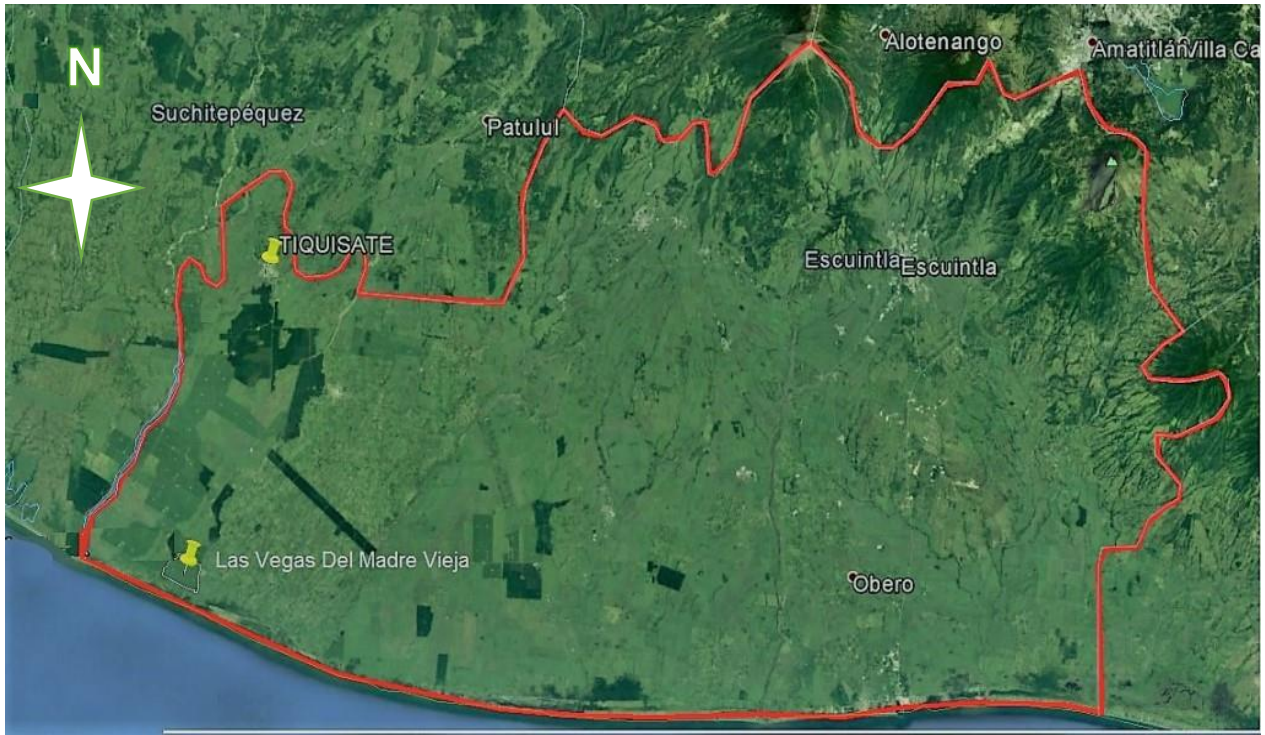 N
Alotenango
Amatitlán
Villa Ca
Suchitepéquez
Patulul
TIQUISATE
Escuintla
Escuintla
Las Vegas Del Madre Vieja
Obero